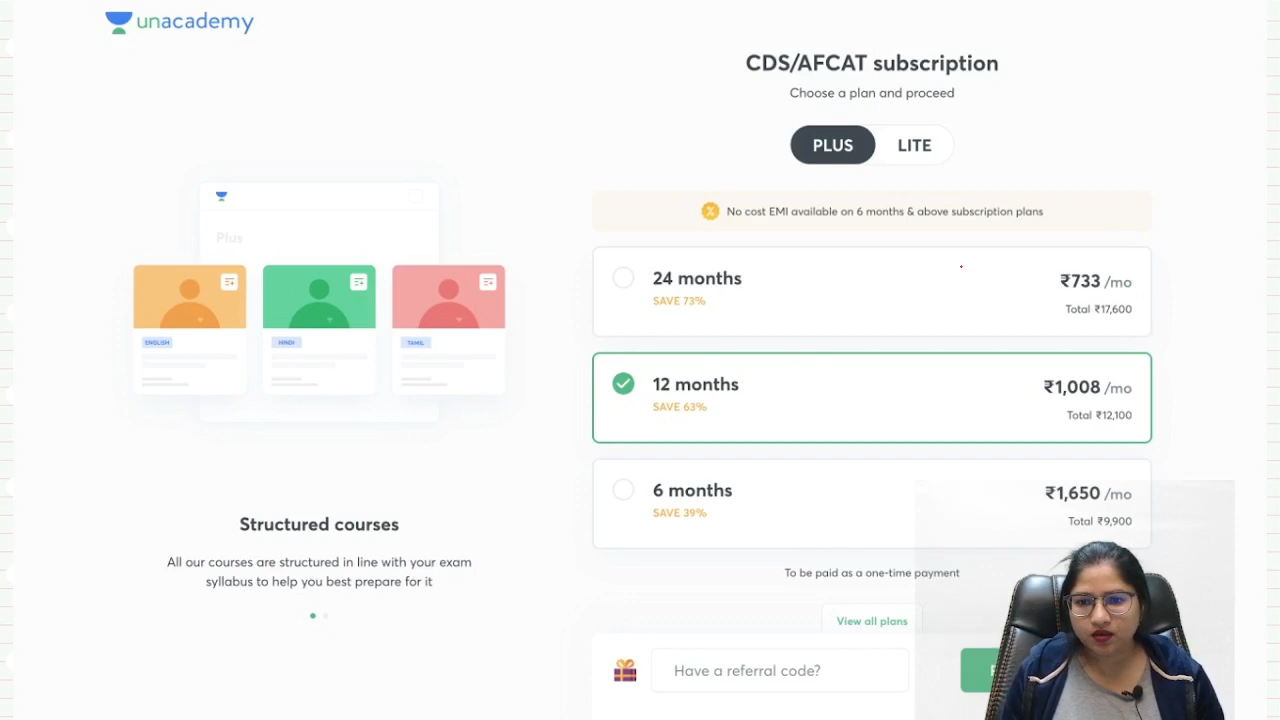 unacademy
CDS/AFCAT subscription
Choose a plan and proceed
PLUS LITE
No cost EMI available on 6 months & above subscription plans
24 months
SAVE 73%
₹733 /mo
Total ₹17,600
12 months
SAVE 63%
₹1,008 /mo
Total ₹12,100
6 months
SAVE 39%
₹1,650 /mo
Total ₹9,900
To be paid as a one-time payment
View all plans
Have a referral code?
Plus
ENGLISH
HINDI
TAMIL
Structured courses
All our courses are structured in line with your exam
syllabus to help you best prepare for it